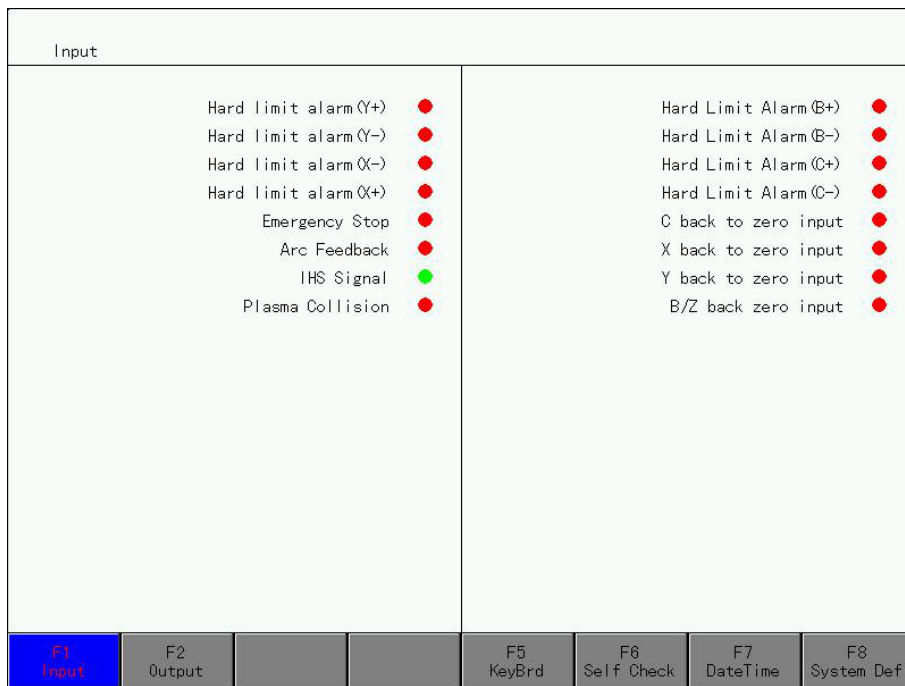 Input
Hard limit alarm(Y+)
Hard limit alarm(Y-)
Hard limit alarm(X-)
Hard limit alarm(X+)
Emergency Stop
Arc Feedback
IHS Signal
Plasma Collision
Hard Limit Alarm(B+)
Hard Limit Alarm(B-)
Hard Limit Alarm(C+)
Hard Limit Alarm(C-)
C back to zero input
X back to zero input
Y back to zero input
B/Z back zero input
F1
Input
F2
Output
F5
KeyBrd
F6
Self Check
F7
DateTime
F8
System Def